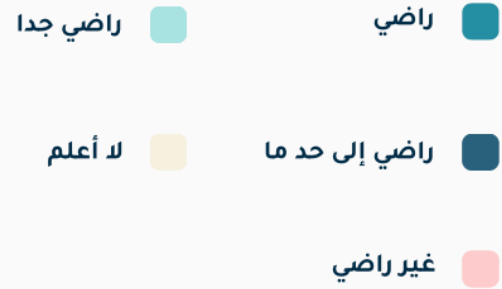 راضي
راضي جدا
راضي إلى حد ما
لا أعلم
غير راضي